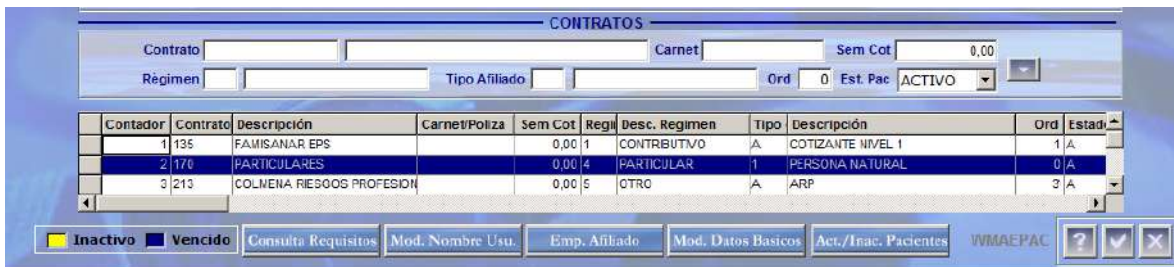 CONTRATOS
Contrato Carnet Sem Cot 0,00
Règimen Tipo Afiliado Ord 0 Est. Pac ACTIVO
Contador Contrato Descripción Carnet/Poliza Sem Cot Regi Desc. Regimen Tipo Descripción Ord Estado
1 135 FAMISANAR EPS 0,00 1 CONTRIBUTIVO A COTIZANTE NIVEL 1 1 A
2 170 PARTICULARES 0,00 4 PARTICULAR 1 PERSONA NATURAL 0 A
3 213 COLMENA RIESGOS PROFESION 0,00 5 OTRO A ARP 3 A
Inactivo Vencido Consulta Requisitos Mod. Nombre Usu. Emp. Afiliado Mod. Datos Basicos Act./Inac. Pacientes WMAEPAC ?